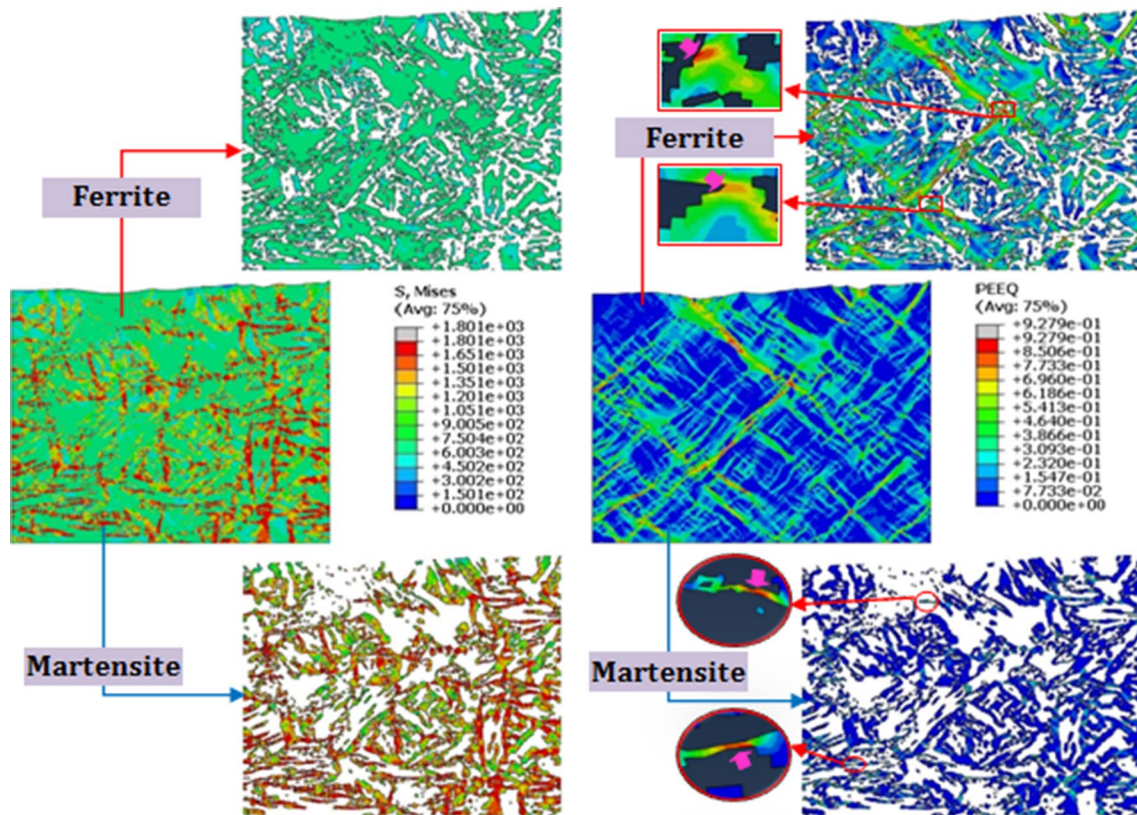 Ferrite
Ferrite
S, Mises
(Avg: 75%)
+1.801e+03
+1.801e+03
+1.651e+03
+1.501e+03
+1.351e+03
+1.201e+03
+1.051e+03
+9.005e+02
+7.504e+02
+6.003e+02
+4.502e+02
+3.002e+02
+1.501e+02
+0.000e+00
PEEQ
(Avg: 75%)
+9.279e-01
+9.279e-01
+8.506e-01
+7.733e-01
+6.960e-01
+6.186e-01
+5.413e-01
+4.640e-01
+3.866e-01
+3.093e-01
+2.320e-01
+1.547e-01
+7.733e-02
+0.000e+00
Martensite
Martensite